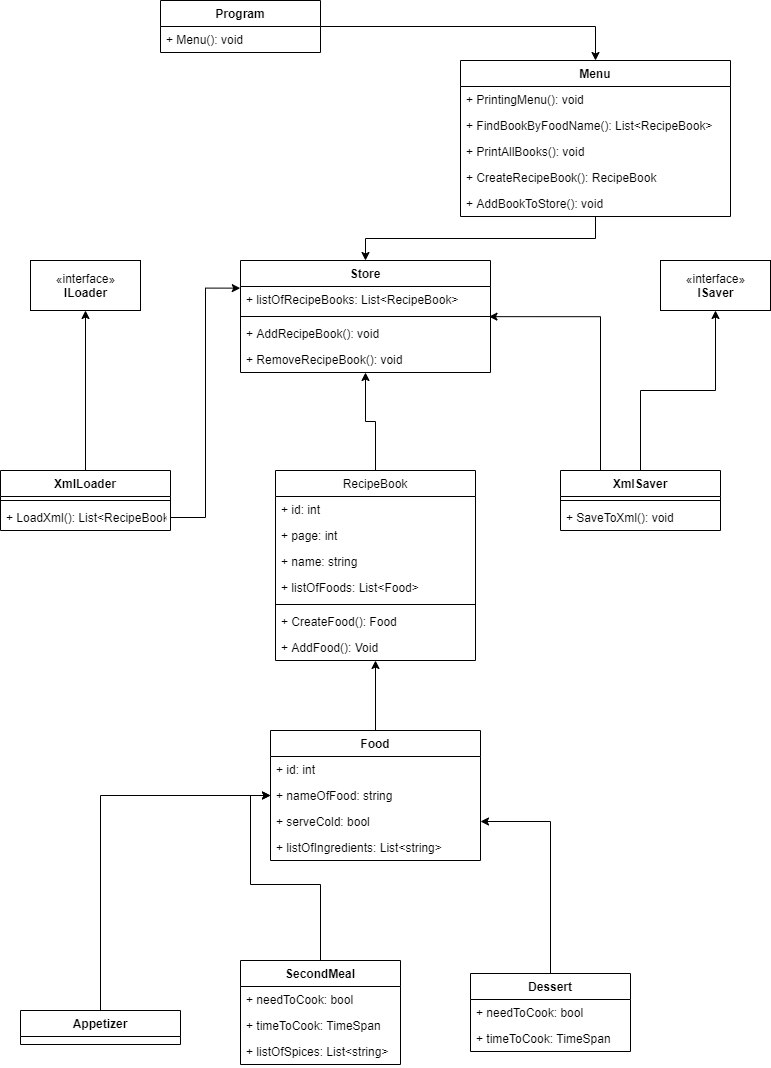 Program
+ Menu(): void
Menu
+ PrintingMenu(): void
+ FindBookByFoodName(): List<RecipeBook>
+ PrintAllBooks(): void
+ CreateRecipeBook(): RecipeBook
+ AddBookToStore(): void
«interface»
ILoader
Store
+ listOfRecipeBooks: List<RecipeBook>
+ AddRecipeBook(): void
+ RemoveRecipeBook(): void
«interface»
ISaver
XmlLoader
+ LoadXml(): List<RecipeBook
RecipeBook
+ id: int
+ page: int
+ name: string
+ listOfFoods: List<Food>
+ CreateFood(): Food
+ AddFood(): Void
XmlSaver
+ SaveToXml(): void
Food
+ id: int
+ nameOfFood: string
+ serveCold: bool
+ listOfIngredients: List<string>
Appetizer
SecondMeal
+ needToCook: bool
+ timeToCook: TimeSpan
+ listOfSpices: List<string>
Dessert
+ needToCook: bool
+ timeToCook: TimeSpan